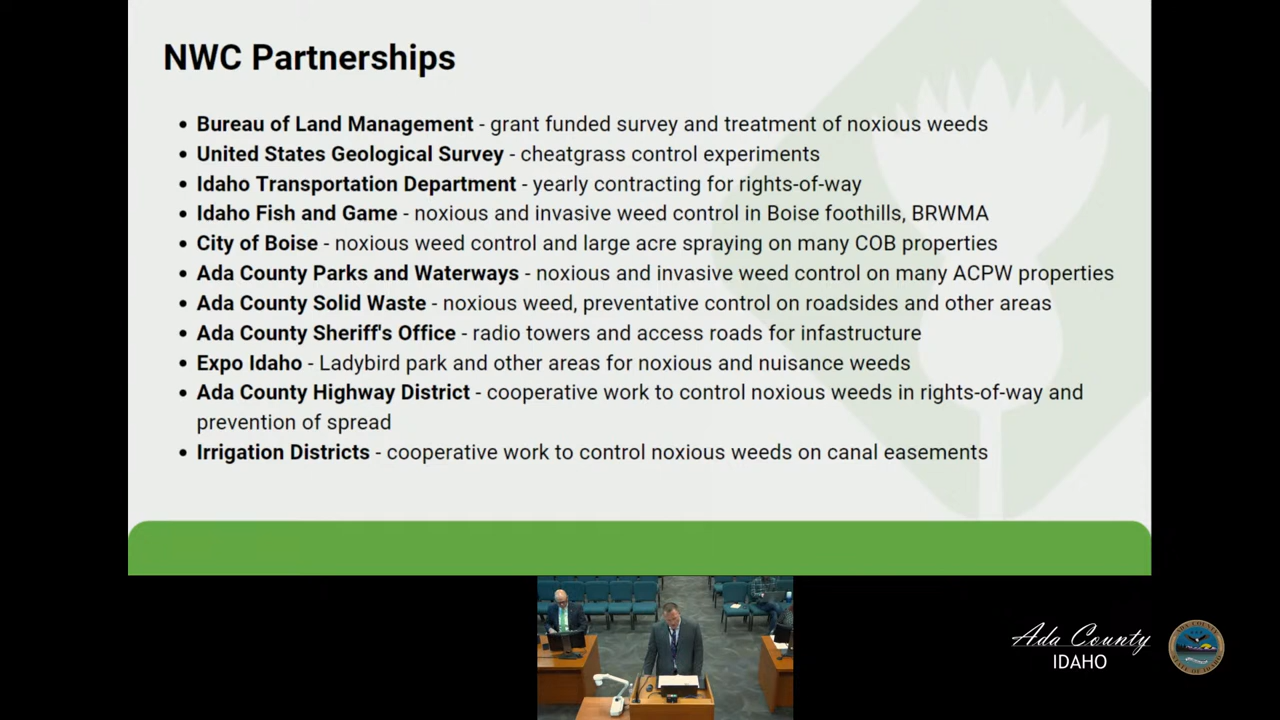 NWC Partnerships
• Bureau of Land Management - grant funded survey and treatment of noxious weeds
• United States Geological Survey - cheatgrass control experiments
• Idaho Transportation Department - yearly contracting for rights-of-way
• Idaho Fish and Game - noxious and invasive weed control in Boise foothills, BRWMA
• City of Boise - noxious weed control and large acre spraying on many COB properties
• Ada County Parks and Waterways - noxious and invasive weed control on many ACPW properties
• Ada County Solid Waste - noxious weed, preventative control on roadsides and other areas
• Ada County Sheriff's Office - radio towers and access roads for infastructure
• Expo Idaho - Ladybird park and other areas for noxious and nuisance weeds
• Ada County Highway District - cooperative work to control noxious weeds in rights-of-way and
prevention of spread
• Irrigation Districts - cooperative work to control noxious weeds on canal easements
Ada County
IDAHO
ADA COUNTY
STATE OF IDAHO